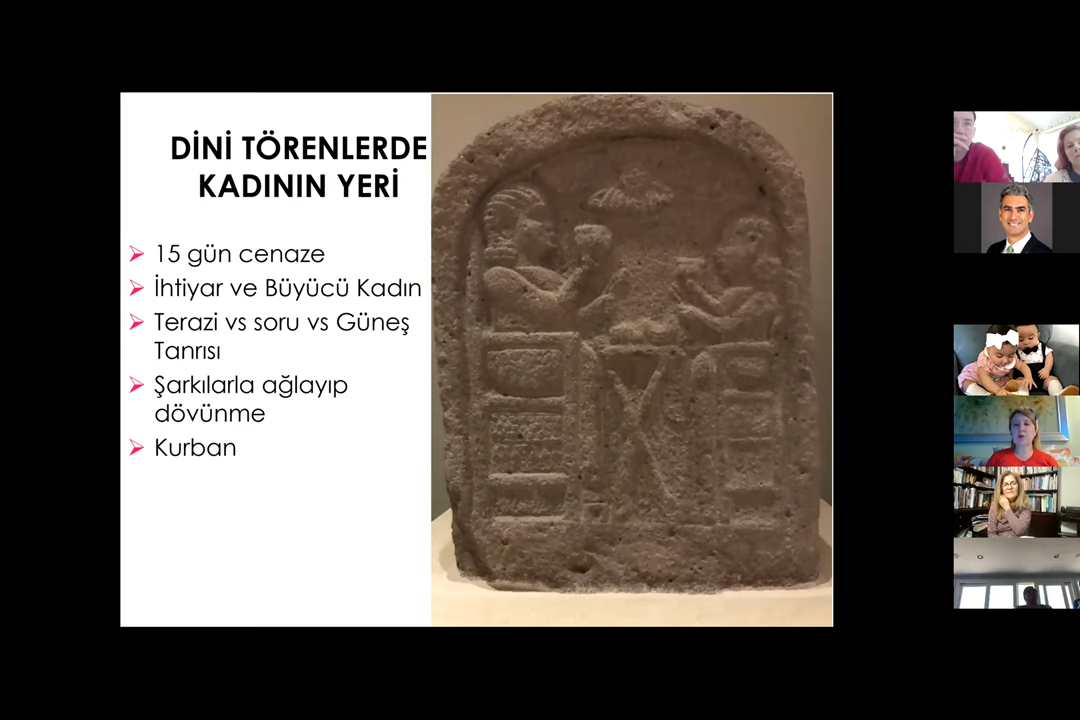 DİNİ TÖRENLERDE
KADININ YERİ
15 gün cenaze
İhtiyar ve Büyücü Kadın
Terazi vs soru vs Güneş
Tanrısı
Şarkılarla ağlayıp
dövünme
Kurban